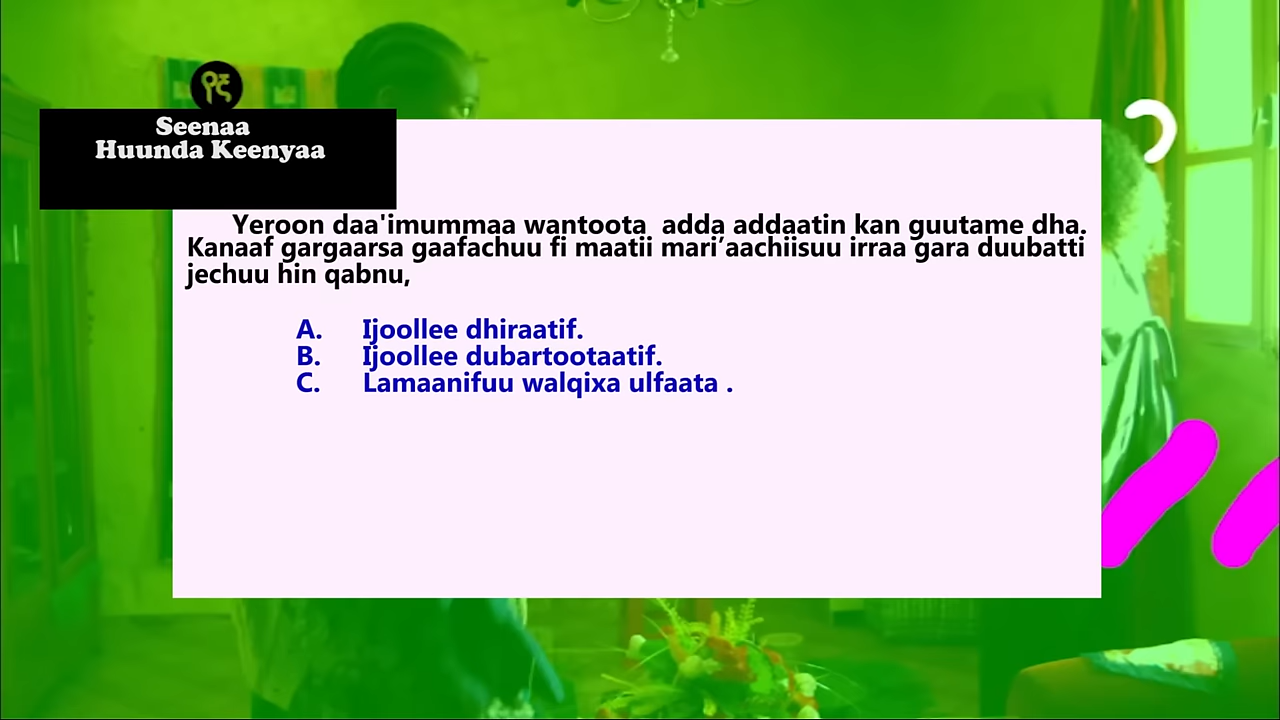 Seenaa
Huunda Keenyaa
Yeroon daa'imummaa wantoota adda addaatin kan guutame dha.
Kanaaf gargaarsa gaafachuu fi maatii mari’aachiisuu irraa gara duubatti
jechuu hin qabnu,
A. Ijoollee dhiraatif.
B. Ijoollee dubartootaatif.
C. Lamaanifuu walqixa ulfaata .